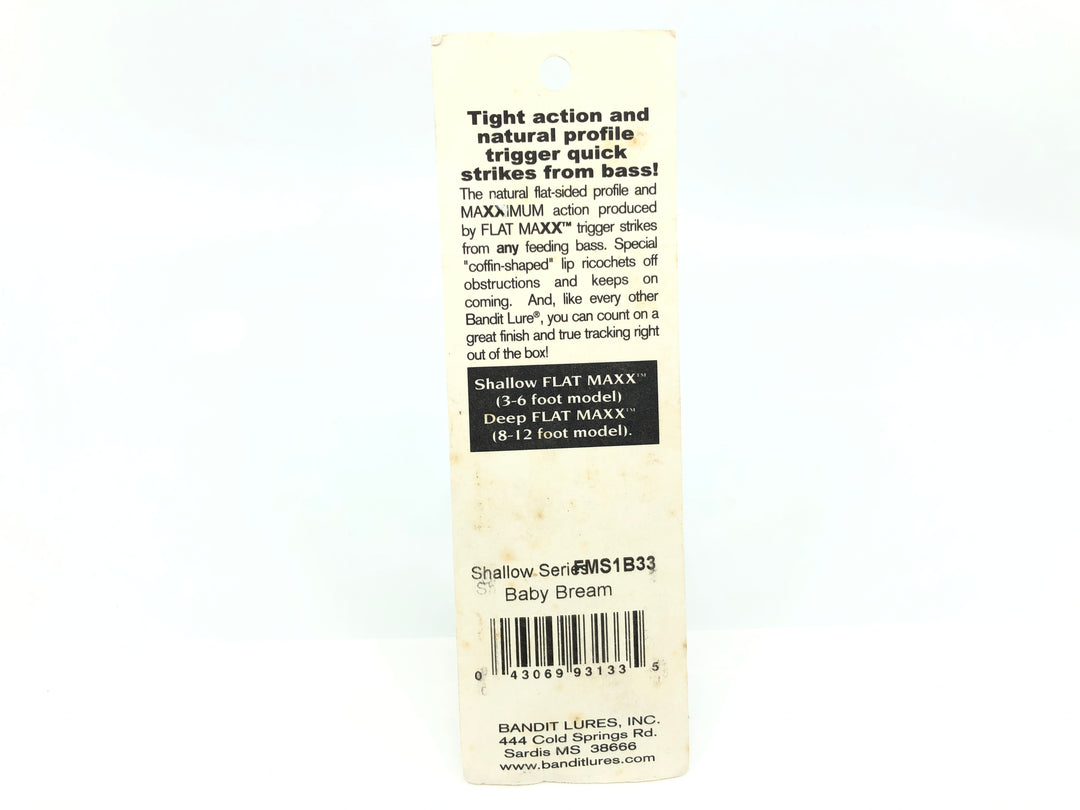 Tight action and
natural profile
trigger quick
strikes from bass!
The natural flat-sided profile and
MAXXIMUM action produced
by FLAT MAXX™ trigger strikes
from any feeding bass. Special
"coffin-shaped" lip ricochets off
obstructions and keeps on
coming. And, like every other
Bandit Lure®, you can count on a
great finish and true tracking right
out of the box!
Shallow FLAT MAXX™
(3-6 foot model)
Deep FLAT MAXX™
(8-12 foot model).
Shallow Series FMS1B33
Baby Bream
0 43069 93133 5
BANDIT LURES, INC.
444 Cold Springs Rd.
Sardis MS 38666
www.banditlures.com